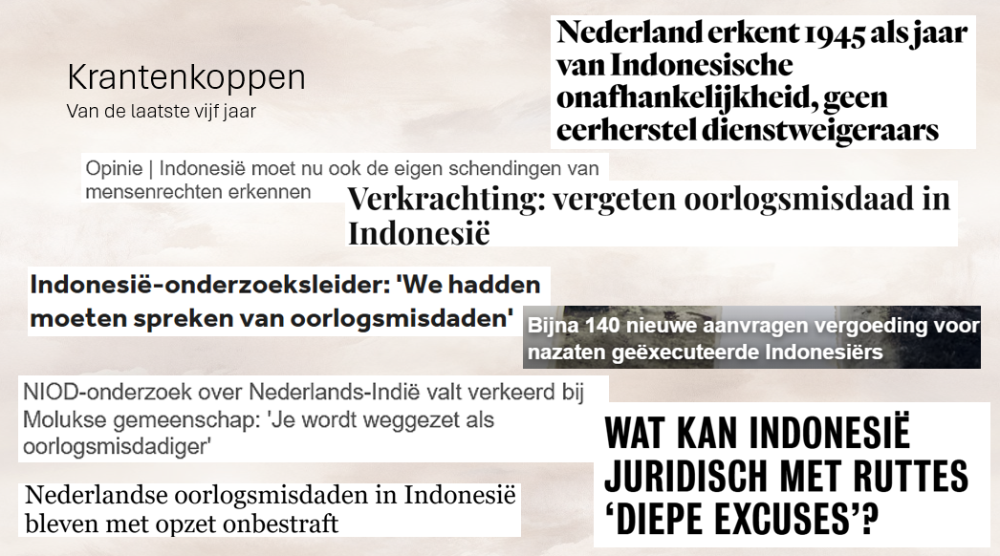 Krantenkoppen
Van de laatste vijf jaar
Nederland erkent 1945 als jaar
van Indonesische
onafhankelijkheid, geen
eerherstel dienstweigeraars
Opinie | Indonesië moet nu ook de eigen schendingen van
mensenrechten erkennen
Verkrachting: vergeten oorlogsmisdaad in
Indonesië
Indonesië-onderzoeksleider: 'We hadden
moeten spreken van oorlogsmisdaden'
Bijna 140 nieuwe aanvragen vergoeding voor
nazaten geëxecuteerde Indonesiërs
NIOD-onderzoek over Nederlands-Indië valt verkeerd bij
Molukse gemeenschap: 'Je wordt weggezet als
oorlogsmisdadiger'
WAT KAN INDONESIË
JURIDISCH MET RUTTES
‘DIEPE EXCUSES’?
Nederlandse oorlogsmisdaden in Indonesië
bleven met opzet onbestraft